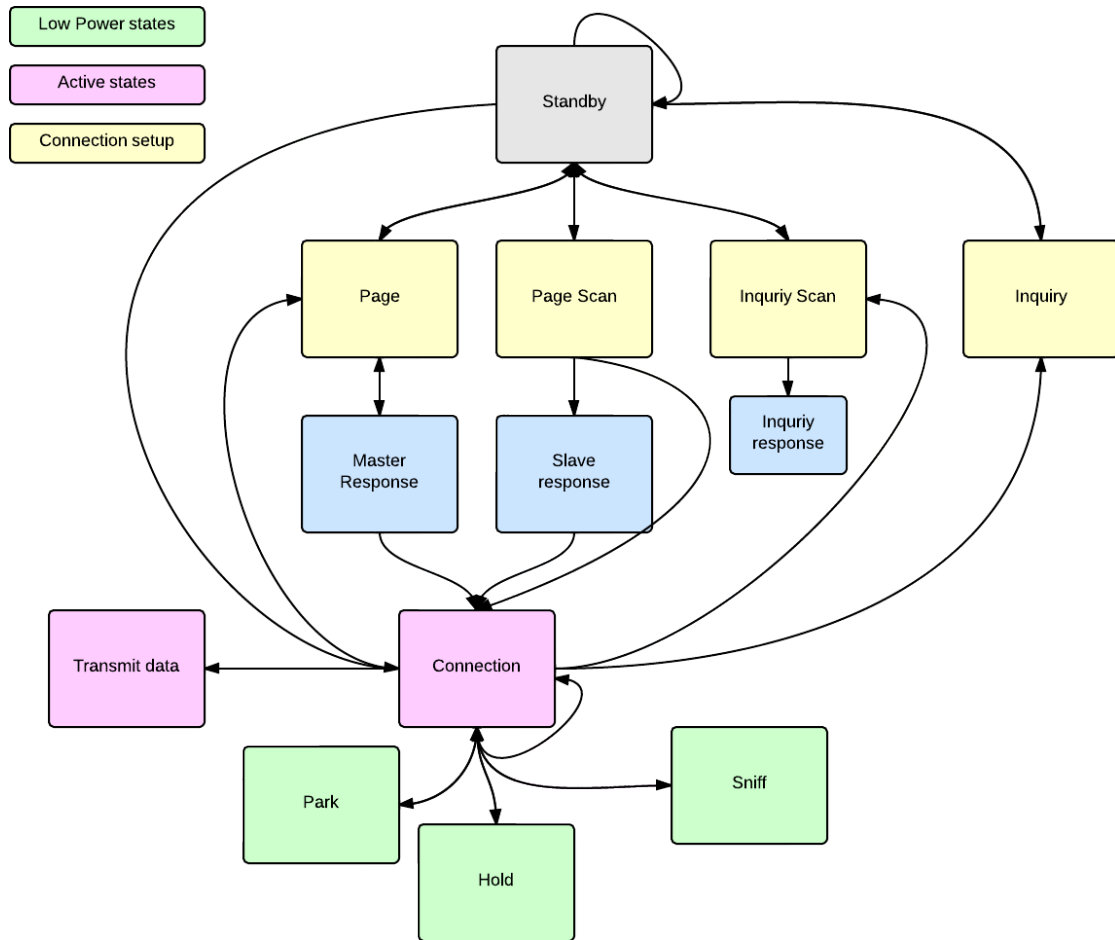 Low Power states
Active states
Connection setup
Standby
Page
Page Scan
Inquriy Scan
Inquiry
Master
Response
Slave
response
Inquriy
response
Transmit data
Connection
Park
Hold
Sniff